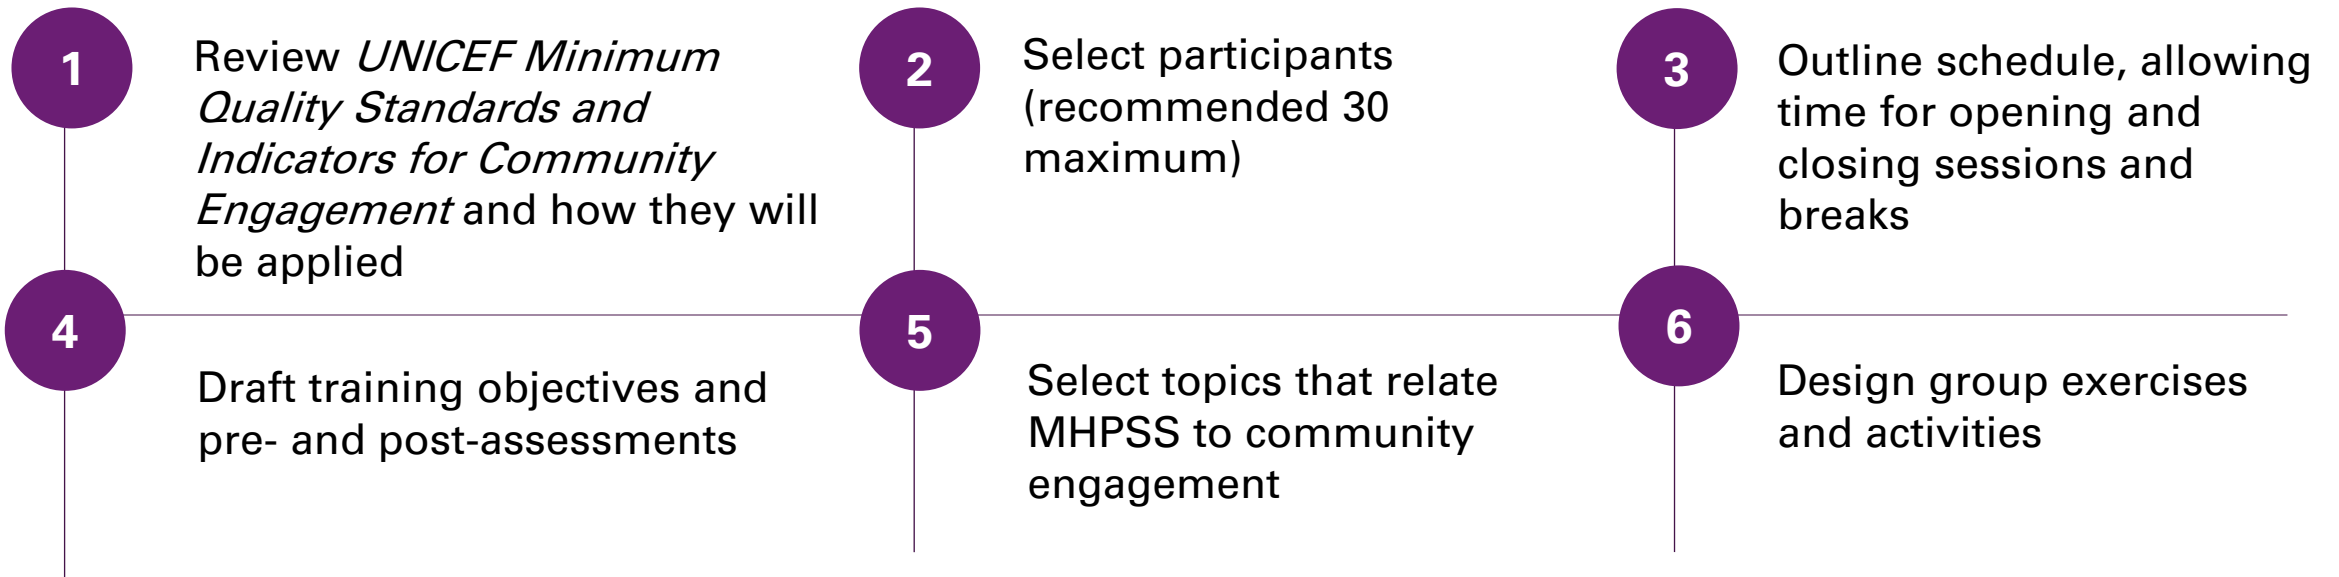 1
Review UNICEF Minimum
Quality Standards and
Indicators for Community
Engagement and how they will
be applied
2
Select participants
(recommended 30
maximum)
3
Outline schedule, allowing
time for opening and
closing sessions and
breaks
4
Draft training objectives and
pre- and post-assessments
5
Select topics that relate
MHPSS to community
engagement
6
Design group exercises
and activities